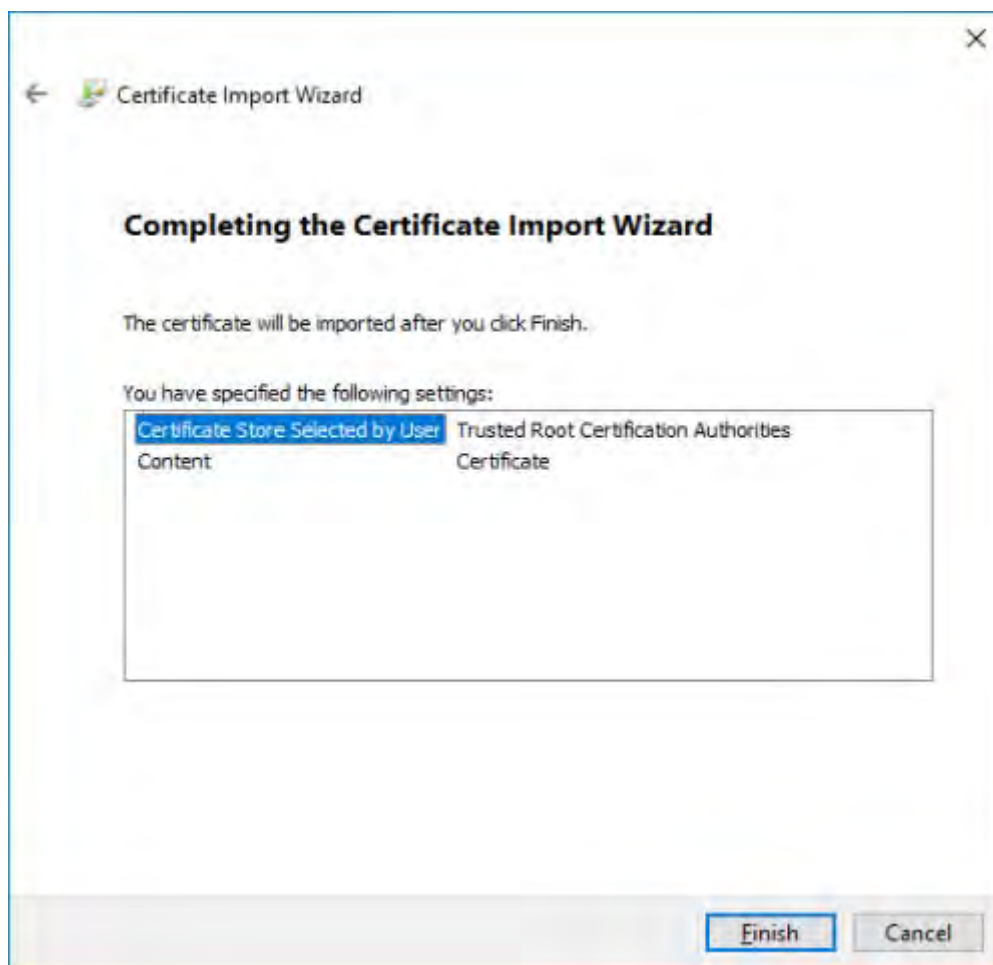 Certificate Import Wizard
Completing the Certificate Import Wizard
The certificate will be imported after you click Finish.
You have specified the following settings:
Certificate Store Selected by User Trusted Root Certification Authorities
Content Certificate
Finish Cancel